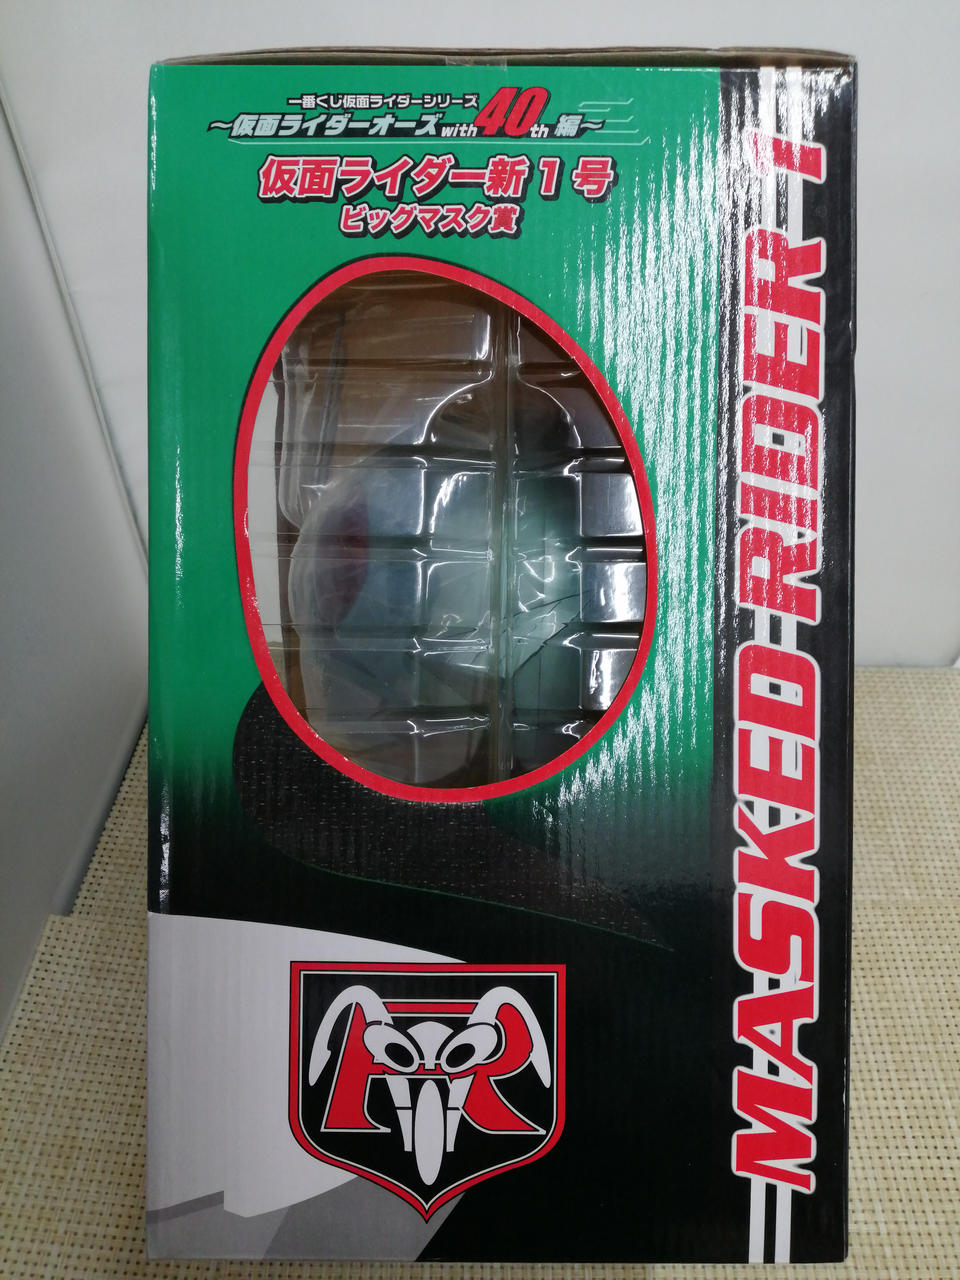 一番くじ仮面ライダーシリーズ
～仮面ライダーオーズwith40th編～
仮面ライダー新1号
ビッグマスク賞
MASKED RIDER 1
R